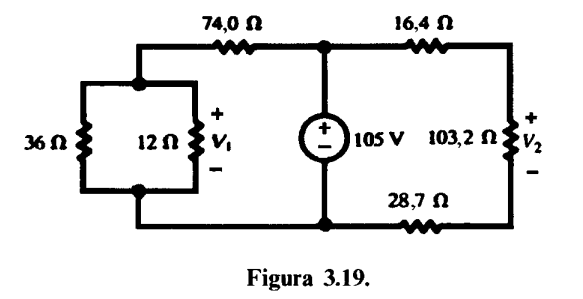 74,0 Ω 16,4 Ω
+ +
36 Ω 12 Ω V₁ + − 105 V 103,2 Ω V₂
− −
28,7 Ω
Figura 3.19.